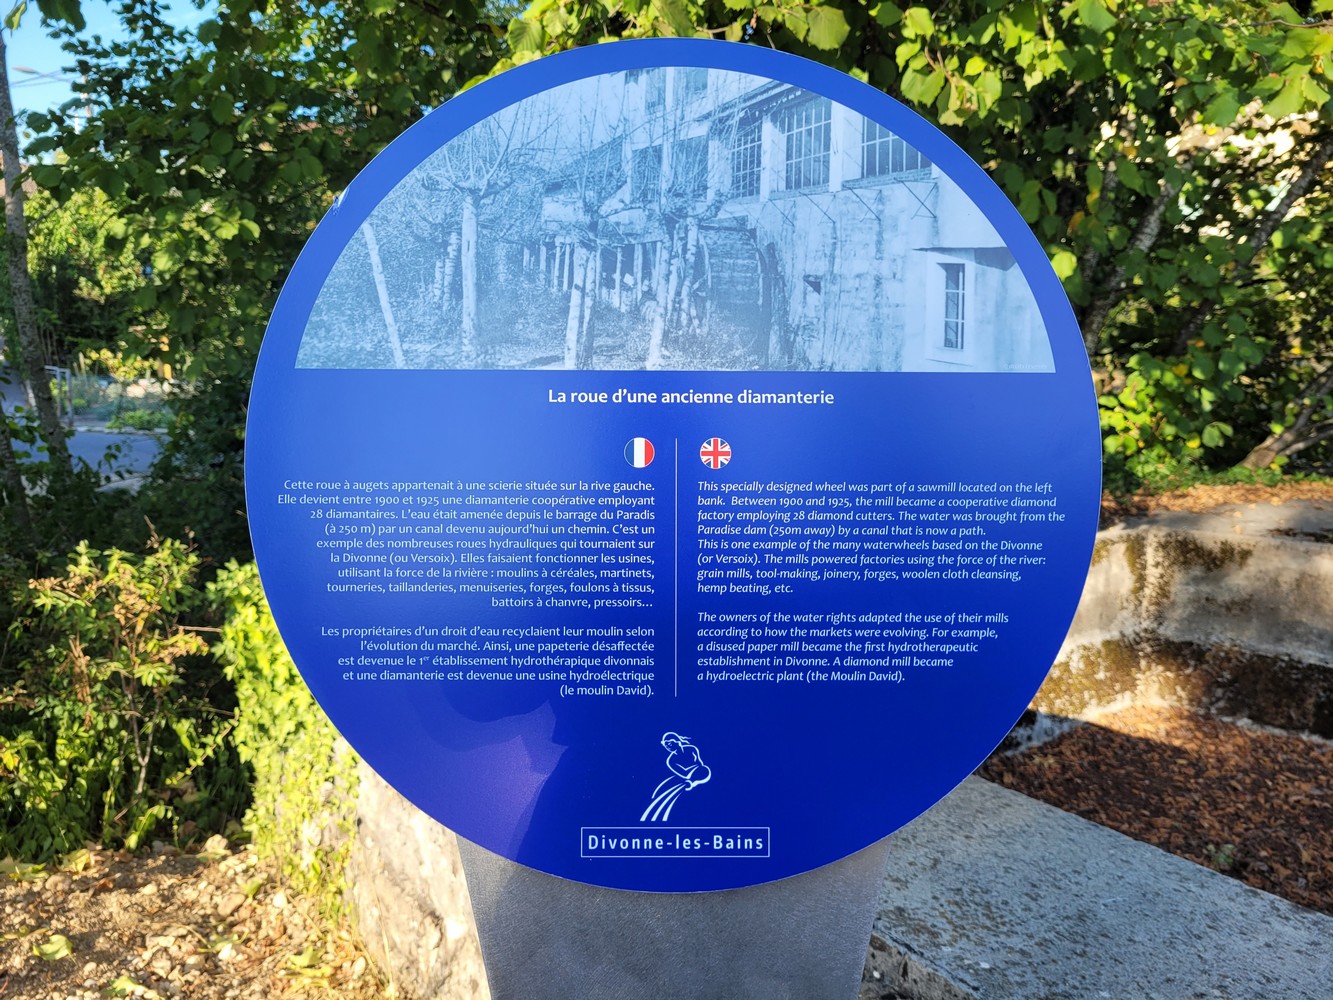 La roue d'une ancienne diamanterie
Cette roue à augets appartenait à une scierie située sur la rive gauche.
Elle devient entre 1900 et 1925 une diamanterie coopérative employant
28 diamantaires. L'eau était amenée depuis le barrage du Paradis
(à 250 m) par un canal devenu aujourd'hui un chemin. C'est un
exemple des nombreuses roues hydrauliques qui tournaient sur
la Divonne (ou Versoix). Elles faisaient fonctionner les usines,
utilisant la force de la rivière : moulins à céréales, martinets,
tourneries, taillanderies, menuiseries, forges, foulons à tissus,
battoirs à chanvre, pressoirs...
Les propriétaires d'un droit d'eau recyclaient leur moulin selon
l'évolution du marché. Ainsi, une papeterie désaffectée
est devenue le 1er établissement hydrothérapique divonnais
et une diamanterie est devenue une usine hydroélectrique
(le moulin David).
This specially designed wheel was part of a sawmill located on the left
bank. Between 1900 and 1925, the mill became a cooperative diamond
factory employing 28 diamond cutters. The water was brought from the
Paradise dam (250m away) by a canal that is now a path.
This is one example of the many waterwheels based on the Divonne
(or Versoix). The mills powered factories using the force of the river:
grain mills, tool-making, joinery, forges, woolen cloth cleansing,
hemp beating, etc.
The owners of the water rights adapted the use of their mills
according to how the markets were evolving. For example,
a disused paper mill became the first hydrotherapeutic
establishment in Divonne. A diamond mill became
a hydroelectric plant (the Moulin David).
Divonne-les-Bains